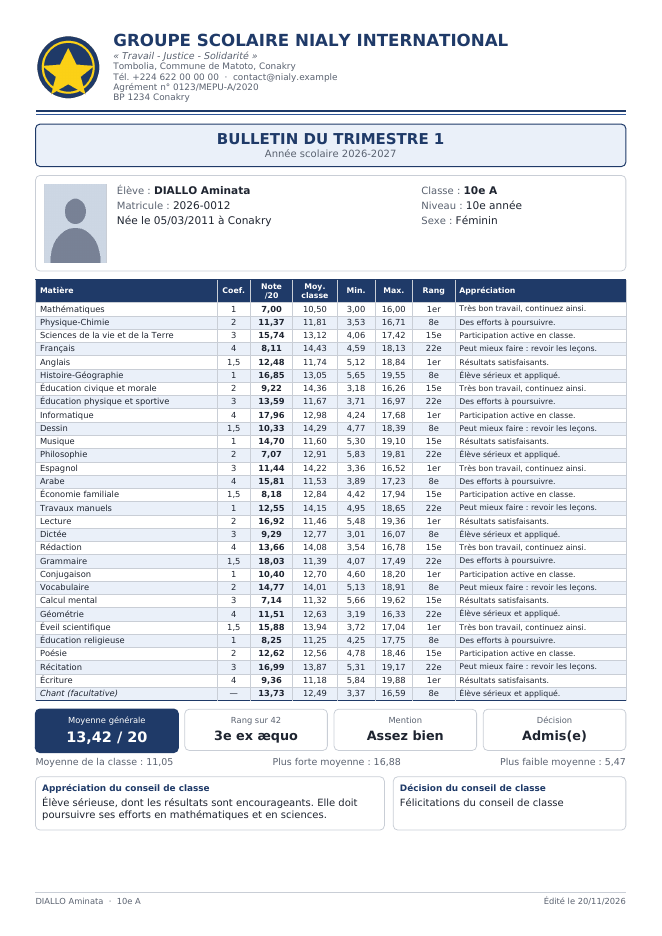 GROUPE SCOLAIRE NIALY INTERNATIONAL
« Travail - Justice - Solidarité »
Tombolia, Commune de Matoto, Conakry
Tél. +224 622 00 00 00 · contact@nialy.example
Agrément n° 0123/MEPU-A/2020
BP 1234 Conakry
BULLETIN DU TRIMESTRE 1
Année scolaire 2026-2027
Élève : DIALLO Aminata
Matricule : 2026-0012
Née le 05/03/2011 à Conakry
Classe : 10e A
Niveau : 10e année
Sexe : Féminin
Matière Coef. Note /20 Moy. classe Min. Max. Rang Appréciation
Mathématiques 1 7,00 10,50 3,00 16,00 1er Très bon travail, continuez ainsi.
Physique-Chimie 2 11,37 11,81 3,53 16,71 8e Des efforts à poursuivre.
Sciences de la vie et de la Terre 3 15,74 13,12 4,06 17,42 15e Participation active en classe.
Français 4 8,11 14,43 4,59 18,13 22e Peut mieux faire : revoir les leçons.
Anglais 1,5 12,48 11,74 5,12 18,84 1er Résultats satisfaisants.
Histoire-Géographie 1 16,85 13,05 5,65 19,55 8e Élève sérieux et appliqué.
Éducation civique et morale 2 9,22 14,36 3,18 16,26 15e Très bon travail, continuez ainsi.
Éducation physique et sportive 3 13,59 11,67 3,71 16,97 22e Des efforts à poursuivre.
Informatique 4 17,96 12,98 4,24 17,68 1er Participation active en classe.
Dessin 1,5 10,33 14,29 4,77 18,39 8e Peut mieux faire : revoir les leçons.
Musique 1 14,70 11,60 5,30 19,10 15e Résultats satisfaisants.
Philosophie 2 7,07 12,91 5,83 19,81 22e Élève sérieux et appliqué.
Espagnol 3 11,44 14,22 3,36 16,52 1er Très bon travail, continuez ainsi.
Arabe 4 15,81 11,53 3,89 17,23 8e Des efforts à poursuivre.
Économie familiale 1,5 8,18 12,84 4,42 17,94 15e Participation active en classe.
Travaux manuels 1 12,55 14,15 4,95 18,65 22e Peut mieux faire : revoir les leçons.
Lecture 2 16,92 11,46 5,48 19,36 1er Résultats satisfaisants.
Dictée 3 9,29 12,77 3,01 16,07 8e Élève sérieux et appliqué.
Rédaction 4 13,66 14,08 3,54 16,78 15e Très bon travail, continuez ainsi.
Grammaire 1,5 18,03 11,39 4,07 17,49 22e Des efforts à poursuivre.
Conjugaison 1 10,40 12,70 4,60 18,20 1er Participation active en classe.
Vocabulaire 2 14,77 14,01 5,13 18,91 8e Peut mieux faire : revoir les leçons.
Calcul mental 3 7,14 11,32 5,66 19,62 15e Résultats satisfaisants.
Géométrie 4 11,51 12,63 3,19 16,33 22e Élève sérieux et appliqué.
Éveil scientifique 1,5 15,88 13,94 3,72 17,04 1er Très bon travail, continuez ainsi.
Éducation religieuse 1 8,25 11,25 4,25 17,75 8e Des efforts à poursuivre.
Poésie 2 12,62 12,56 4,78 18,46 15e Participation active en classe.
Récitation 3 16,99 13,87 5,31 19,17 22e Peut mieux faire : revoir les leçons.
Écriture 4 9,36 11,18 5,84 19,88 1er Résultats satisfaisants.
Chant (facultative) — 13,73 12,49 3,37 16,59 8e Élève sérieux et appliqué.
Moyenne générale Rang sur 42 Mention Décision
13,42 / 20 3e ex æquo Assez bien Admis(e)
Moyenne de la classe : 11,05 Plus forte moyenne : 16,88 Plus faible moyenne : 5,47
Appréciation du conseil de classe
Élève sérieuse, dont les résultats sont encourageants. Elle doit
poursuivre ses efforts en mathématiques et en sciences.
Décision du conseil de classe
Félicitations du conseil de classe
DIALLO Aminata · 10e A Édité le 20/11/2026